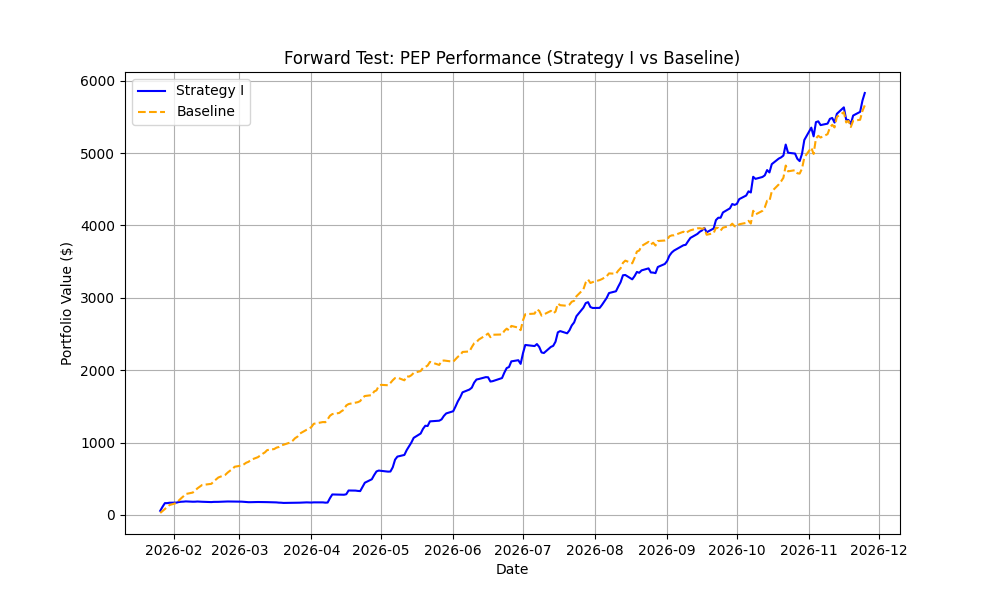 Forward Test: PEP Performance (Strategy I vs Baseline)
Strategy I
Baseline
Portfolio Value ($)
6000
5000
4000
3000
2000
1000
0
2026-02 2026-03 2026-04 2026-05 2026-06 2026-07 2026-08 2026-09 2026-10 2026-11 2026-12
Date